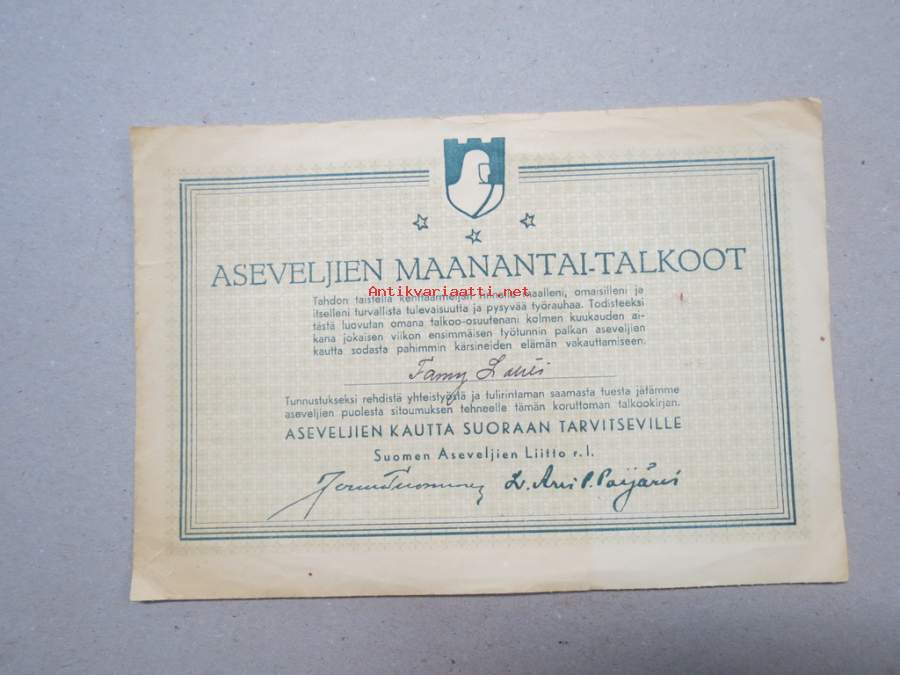 ASEVELJIEN MAANANTAI-TALKOOT
Antikvariaatti.net
Tahdon taistella kenttäarmeijan rinnalla maalleni, omaisilleni ja
itselleni turvallista tulevaisuutta ja pysyvää työrauhaa. Todisteeksi
tästä luovutan omana talkoo-osuutenani kolmen kuukauden ai-
kana jokaisen viikon ensimmäisen työtunnin palkan aseveljien
kautta sodasta pahimmin kärsineiden elämän vakauttamiseen.
Tunnustukseksi rehdistä yhteistyöstä ja tulirintaman saamasta tuesta jätämme
aseveljien puolesta sitoumuksen tehneelle tämän koruttoman talkookirjan.
ASEVELJIEN KAUTTA SUORAAN TARVITSEVILLE
Suomen Aseveljien Liitto r. l.